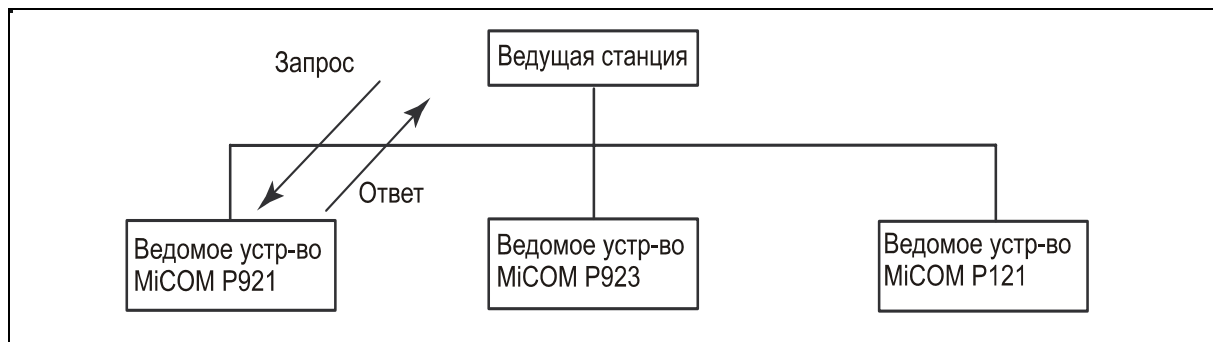 Ведущая станция
Запрос
Ответ
Ведомое устр-во
MiCOM P921
Ведомое устр-во
MiCOM P923
Ведомое устр-во
MiCOM P121